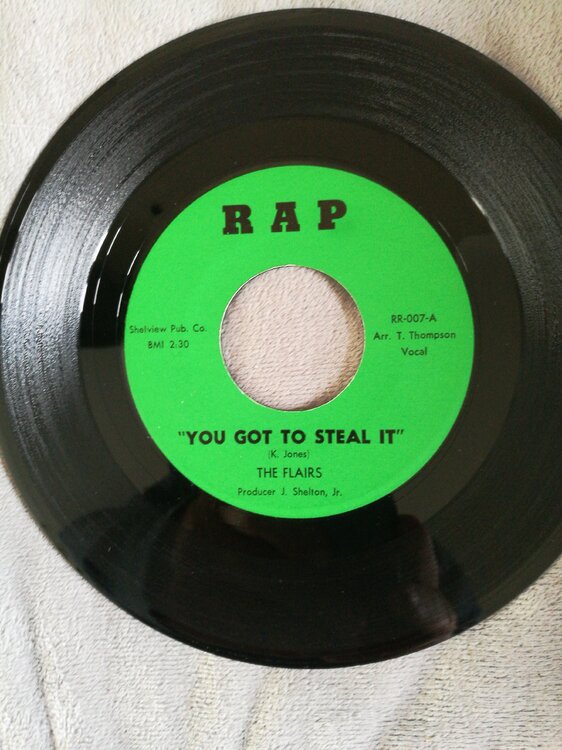 RAP
Shelview Pub. Co.
BMI 2:30
RR-007-A
Arr. T. Thompson
Vocal
"YOU GOT TO STEAL IT"
(K. Jones)
THE FLAIRS
Producer J. Shelton, Jr.